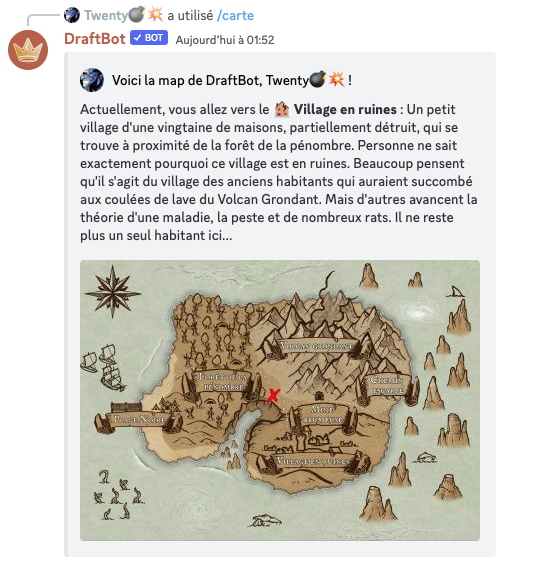 Twenty💣💥 a utilisé /carte
DraftBot ✓ BOT Aujourd'hui à 01:52
Voici la map de DraftBot, Twenty💣💥 !
Actuellement, vous allez vers le 🏚️ Village en ruines : Un petit
village d'une vingtaine de maisons, partiellement détruit, qui se
trouve à proximité de la forêt de la pénombre. Personne ne sait
exactement pourquoi ce village est en ruines. Beaucoup pensent
qu'il s'agit du village des anciens habitants qui auraient succombé
aux coulées de lave du Volcan Grondant. Mais d'autres avancent la
théorie d'une maladie, la peste et de nombreux rats. Il ne reste
plus un seul habitant ici...
Volcan grondant
Forêt de la
pénombre
Chemin
escarpé
Plage Noire
Mine
brumeuse
Village en ruines